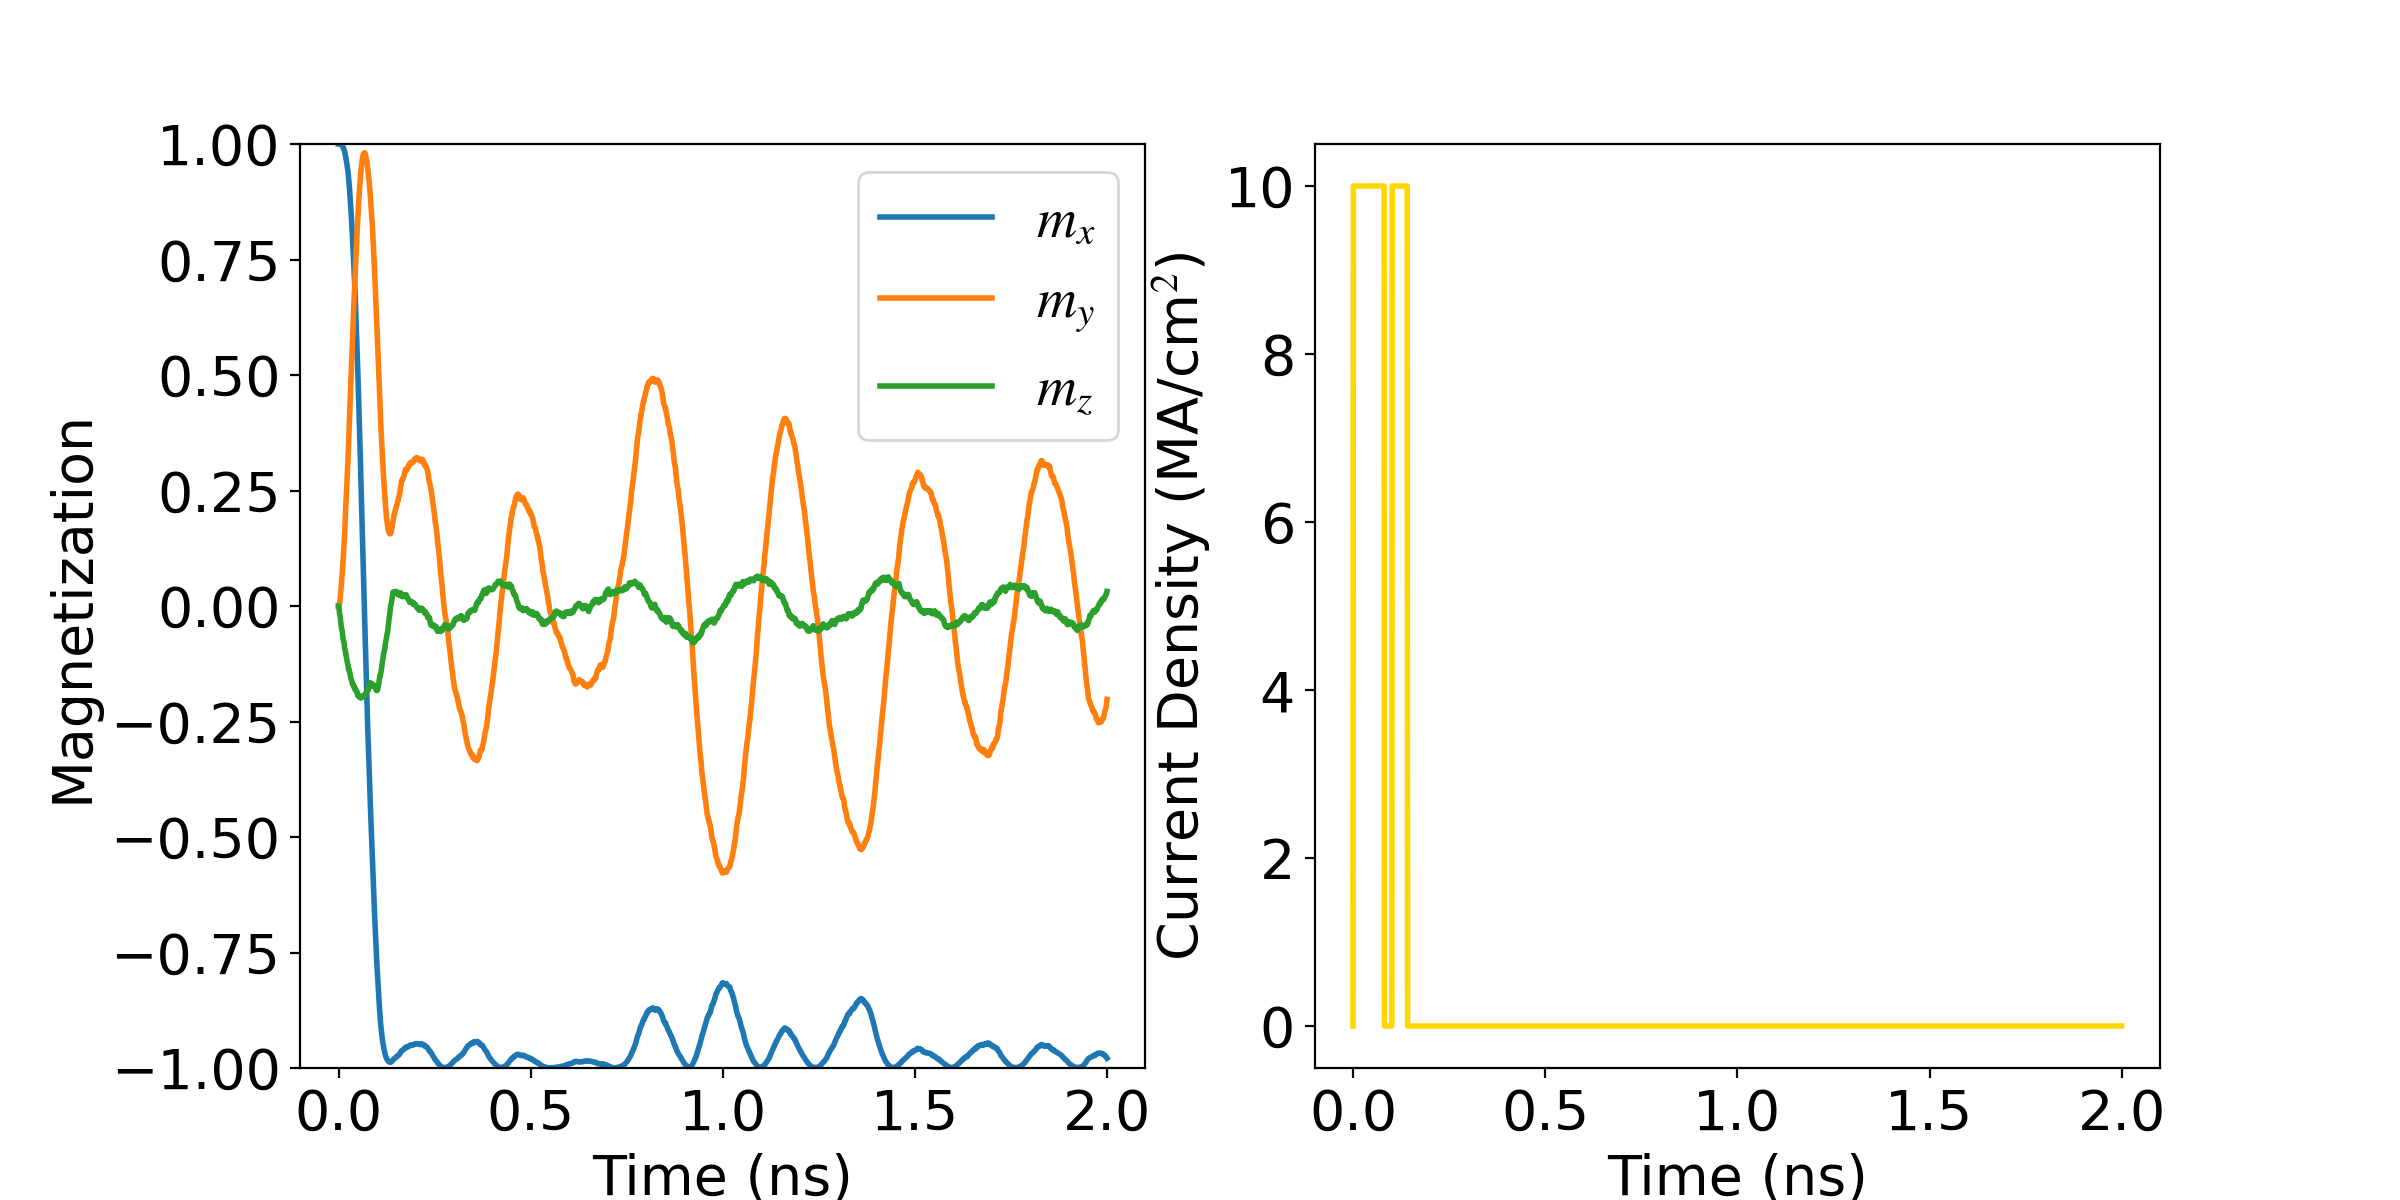 Magnetization
1.00
0.75
0.50
0.25
0.00
−0.25
−0.50
−0.75
−1.00
0.0 0.5 1.0 1.5 2.0
Time (ns)
m_x
m_y
m_z
Current Density (MA/cm²)
10
8
6
4
2
0
0.0 0.5 1.0 1.5 2.0
Time (ns)